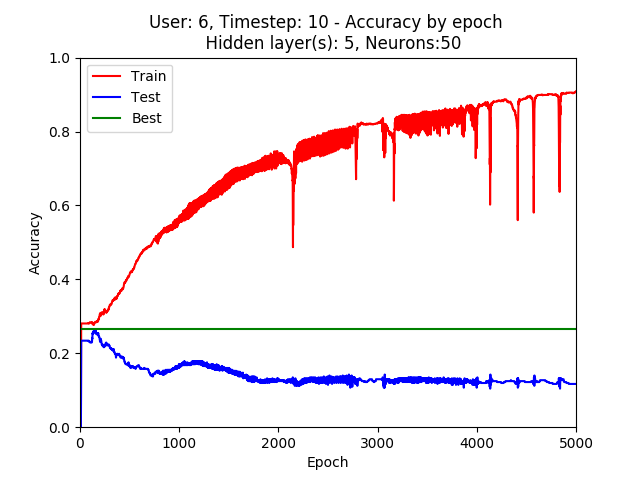 User: 6, Timestep: 10 - Accuracy by epoch
Hidden layer(s): 5, Neurons:50
1.0
Train
Test
Best
0.8
0.6
Accuracy
0.4
0.2
0.0
0 1000 2000 3000 4000 5000
Epoch